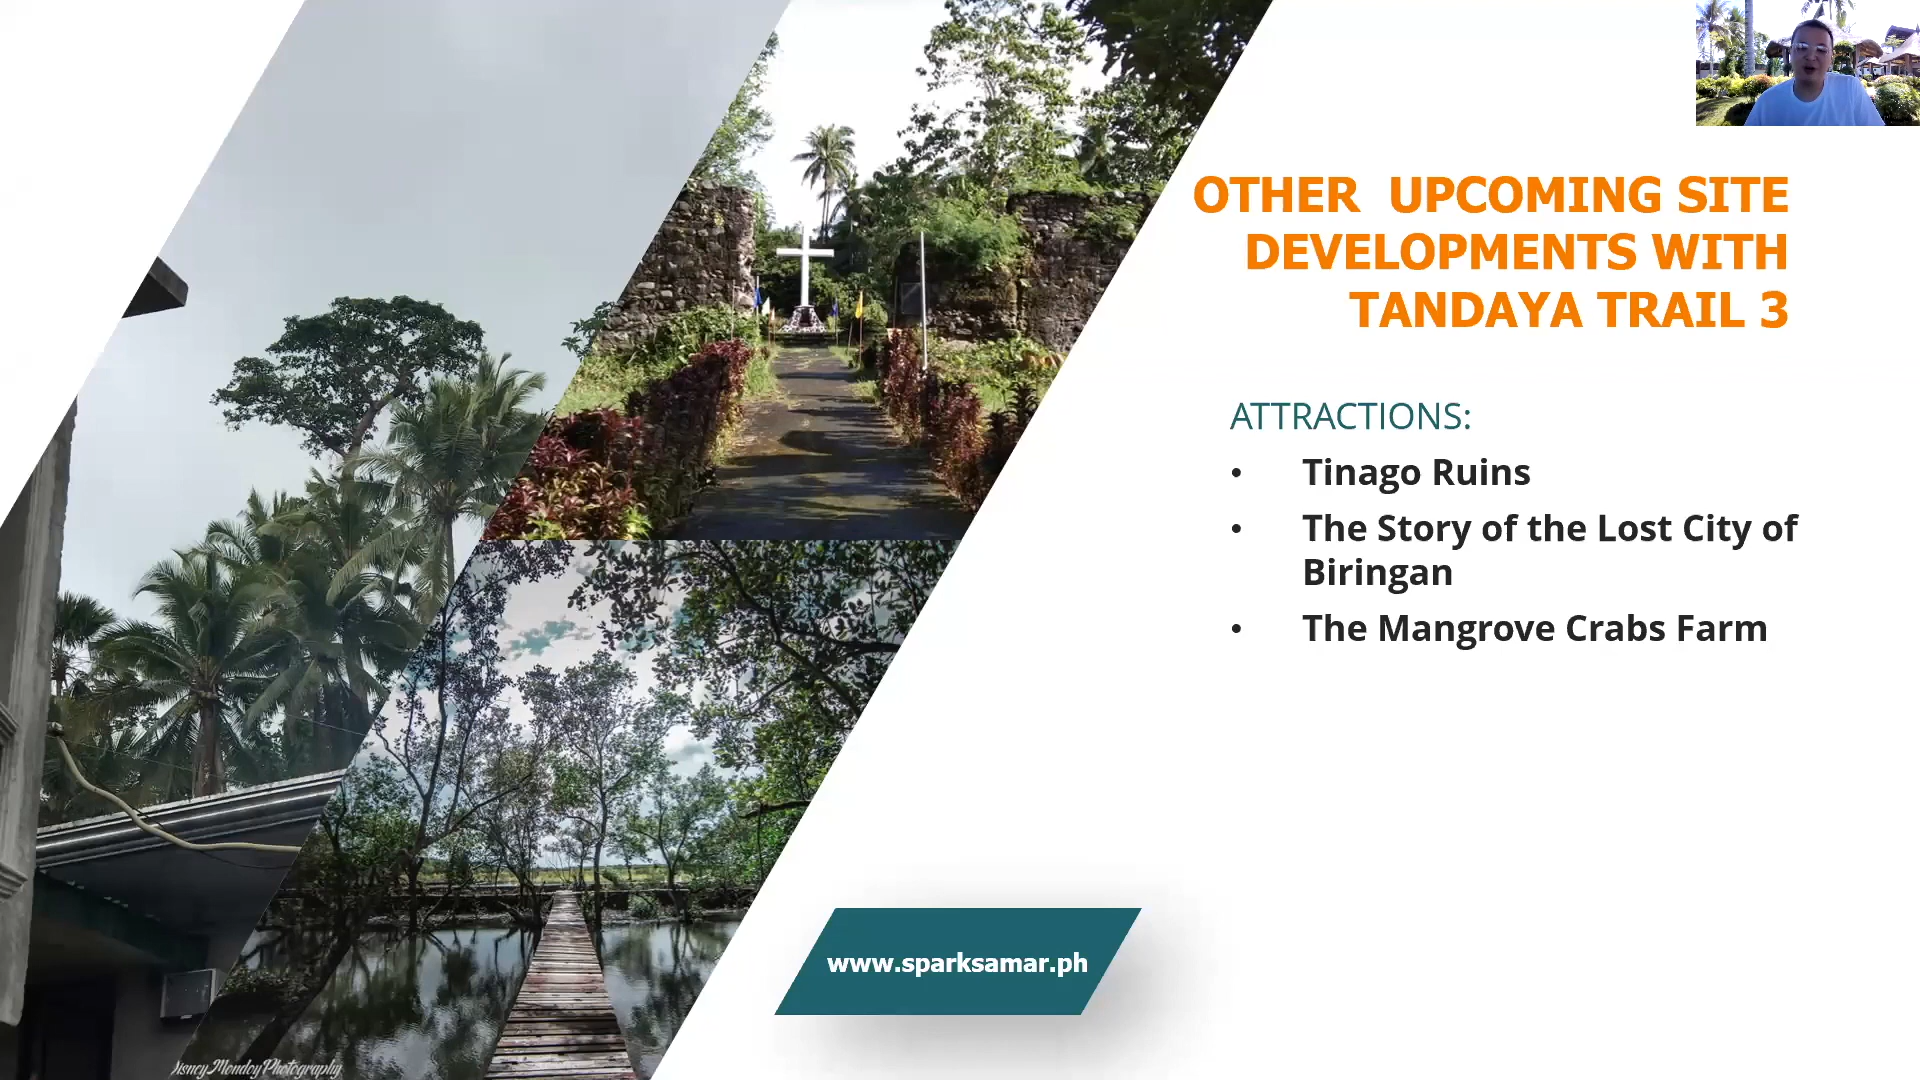 OTHER UPCOMING SITE
DEVELOPMENTS WITH
TANDAYA TRAIL 3
ATTRACTIONS:
• Tinago Ruins
• The Story of the Lost City of
Biringan
• The Mangrove Crabs Farm
www.sparksamar.ph
Photography